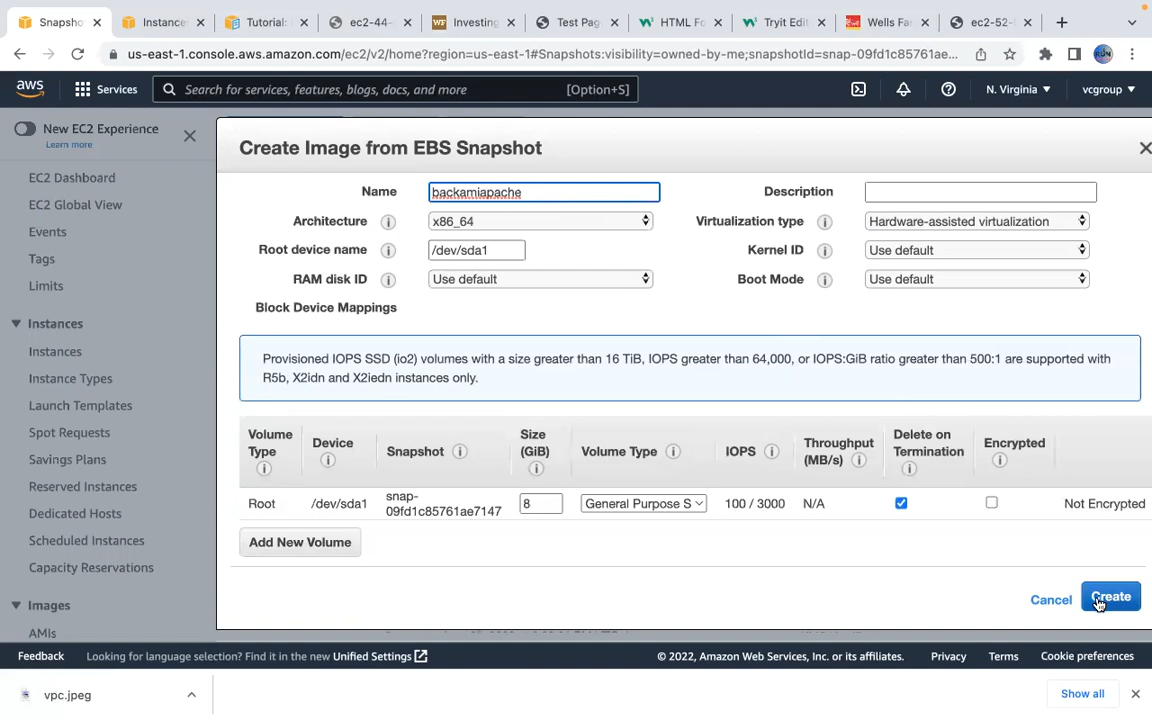 Snapsho
Instance
Tutorial:
ec2-44-
WF
Investing
Test Pag
HTML Fo
Tryit Edit
Wells Fa
ec2-52-
us-east-1.console.aws.amazon.com/ec2/v2/home?region=us-east-1#Snapshots:visibility=owned-by-me;snapshotId=snap-09fd1c85761ae...
aws
Services
Search for services, features, blogs, docs, and more
[Option+S]
N. Virginia
vcgroup
New EC2 Experience
Learn more
EC2 Dashboard
EC2 Global View
Events
Tags
Limits
Instances
Instances
Instance Types
Launch Templates
Spot Requests
Savings Plans
Reserved Instances
Dedicated Hosts
Scheduled Instances
Capacity Reservations
Images
AMIs
Create Image from EBS Snapshot
Name
backamiapache
Description
Architecture
x86_64
Virtualization type
Hardware-assisted virtualization
Root device name
/dev/sda1
Kernel ID
Use default
RAM disk ID
Use default
Boot Mode
Use default
Block Device Mappings
Provisioned IOPS SSD (io2) volumes with a size greater than 16 TiB, IOPS greater than 64,000, or IOPS:GiB ratio greater than 500:1 are supported with
R5b, X2idn and X2iedn instances only.
Volume
Type
Device
Snapshot
Size
(GiB)
Volume Type
IOPS
Throughput
(MB/s)
Delete on
Termination
Encrypted
Root
/dev/sda1
snap-
09fd1c85761ae7147
8
General Purpose S
100 / 3000
N/A
Not Encrypted
Add New Volume
Cancel
Create
Feedback
Looking for language selection? Find it in the new Unified Settings
© 2022, Amazon Web Services, Inc. or its affiliates.
Privacy
Terms
Cookie preferences
vpc.jpeg
Show all